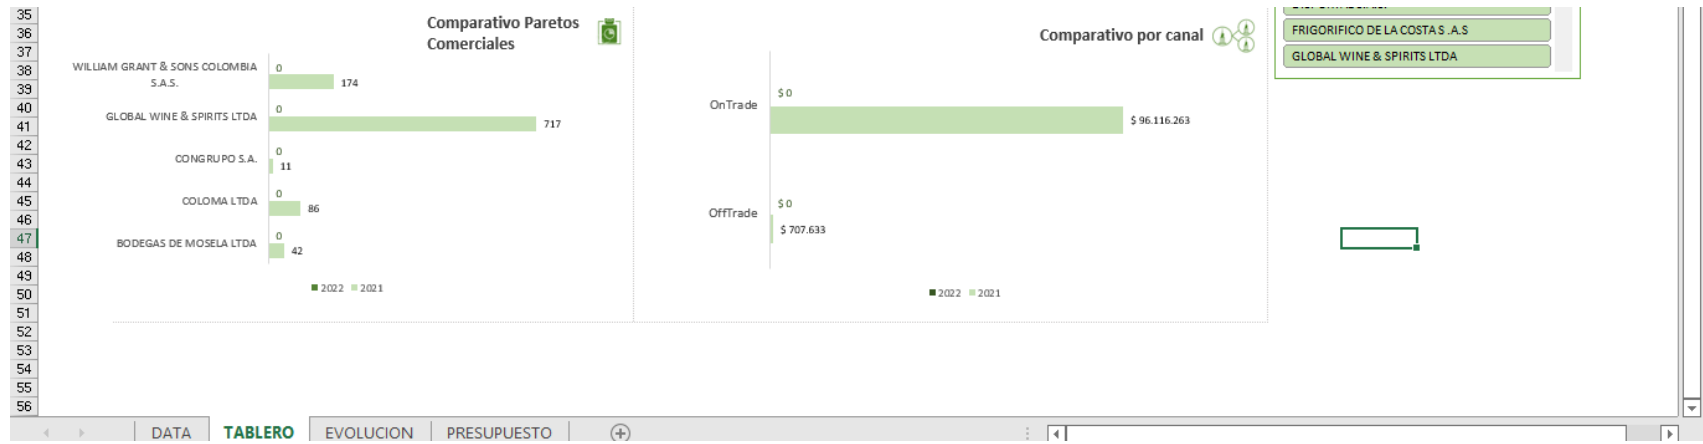 35
36
37
38
39
40
41
42
43
44
45
46
47
48
49
50
51
52
53
54
55
56
Comparativo Paretos
Comerciales
WILLIAM GRANT & SONS COLOMBIA
S.A.S.
0
174
GLOBAL WINE & SPIRITS LTDA
0
717
CONGRUPO S.A.
0
11
COLOMA LTDA
0
86
BODEGAS DE MOSELA LTDA
0
42
2022 2021
Comparativo por canal
OnTrade
$ 0
$ 96.116.263
OffTrade
$ 0
$ 707.633
2022 2021
FRIGORIFICO DE LA COSTA S .A.S
GLOBAL WINE & SPIRITS LTDA
DATA TABLERO EVOLUCION PRESUPUESTO